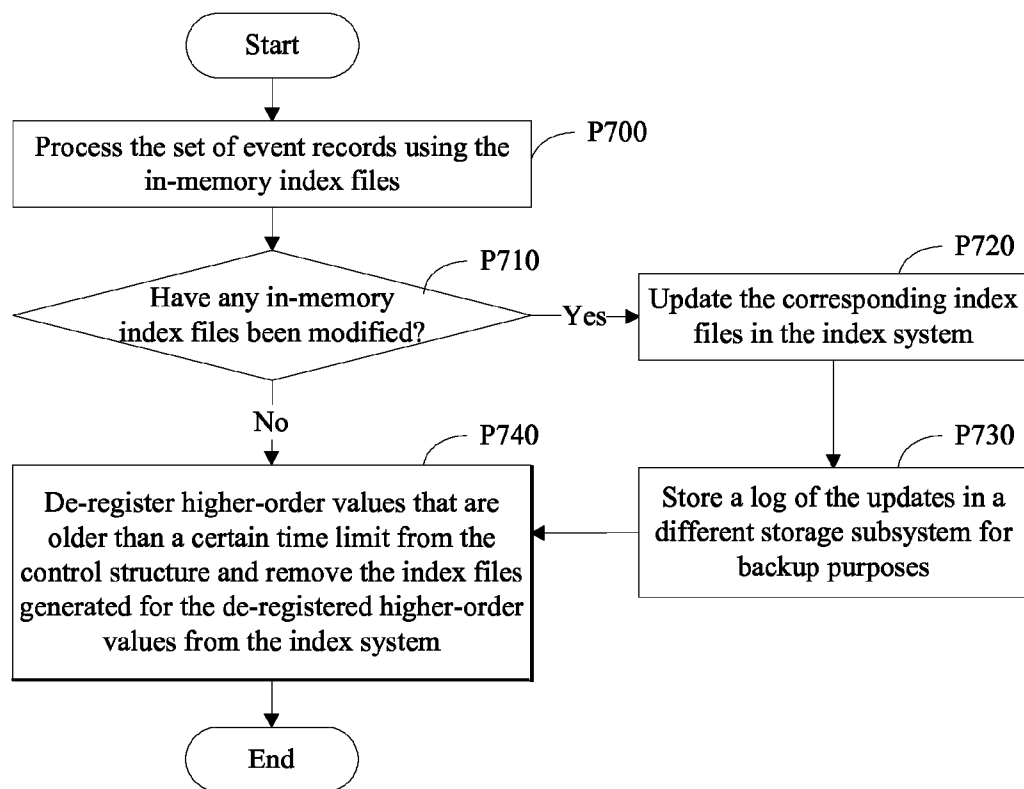 Start
Process the set of event records using the
in-memory index files
P700
Have any in-memory
index files been modified?
P710
Yes
Update the corresponding index
files in the index system
P720
No
Store a log of the updates in a
different storage subsystem for
backup purposes
P730
De-register higher-order values that are
older than a certain time limit from the
control structure and remove the index files
generated for the de-registered higher-order
values from the index system
P740
End